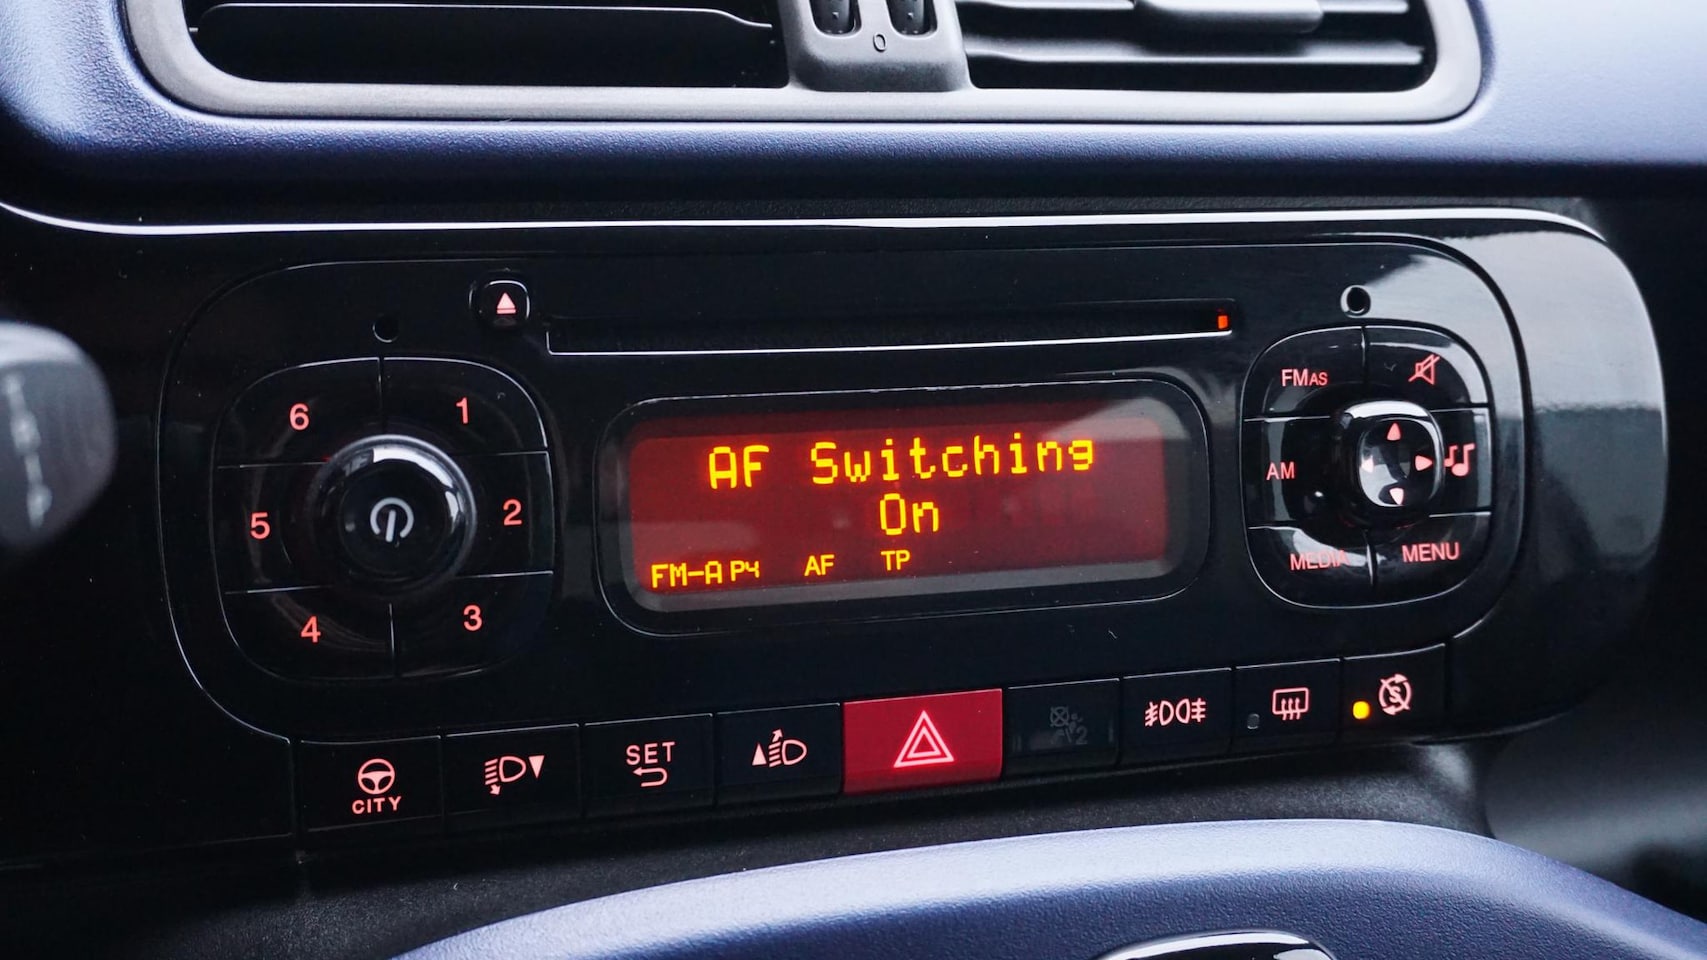 O
6
1
FMAS
AF Switching
On
AM
5
2
FM-A P4 AF TP
MEDIA
MENU
4
3
CITY
SET
2